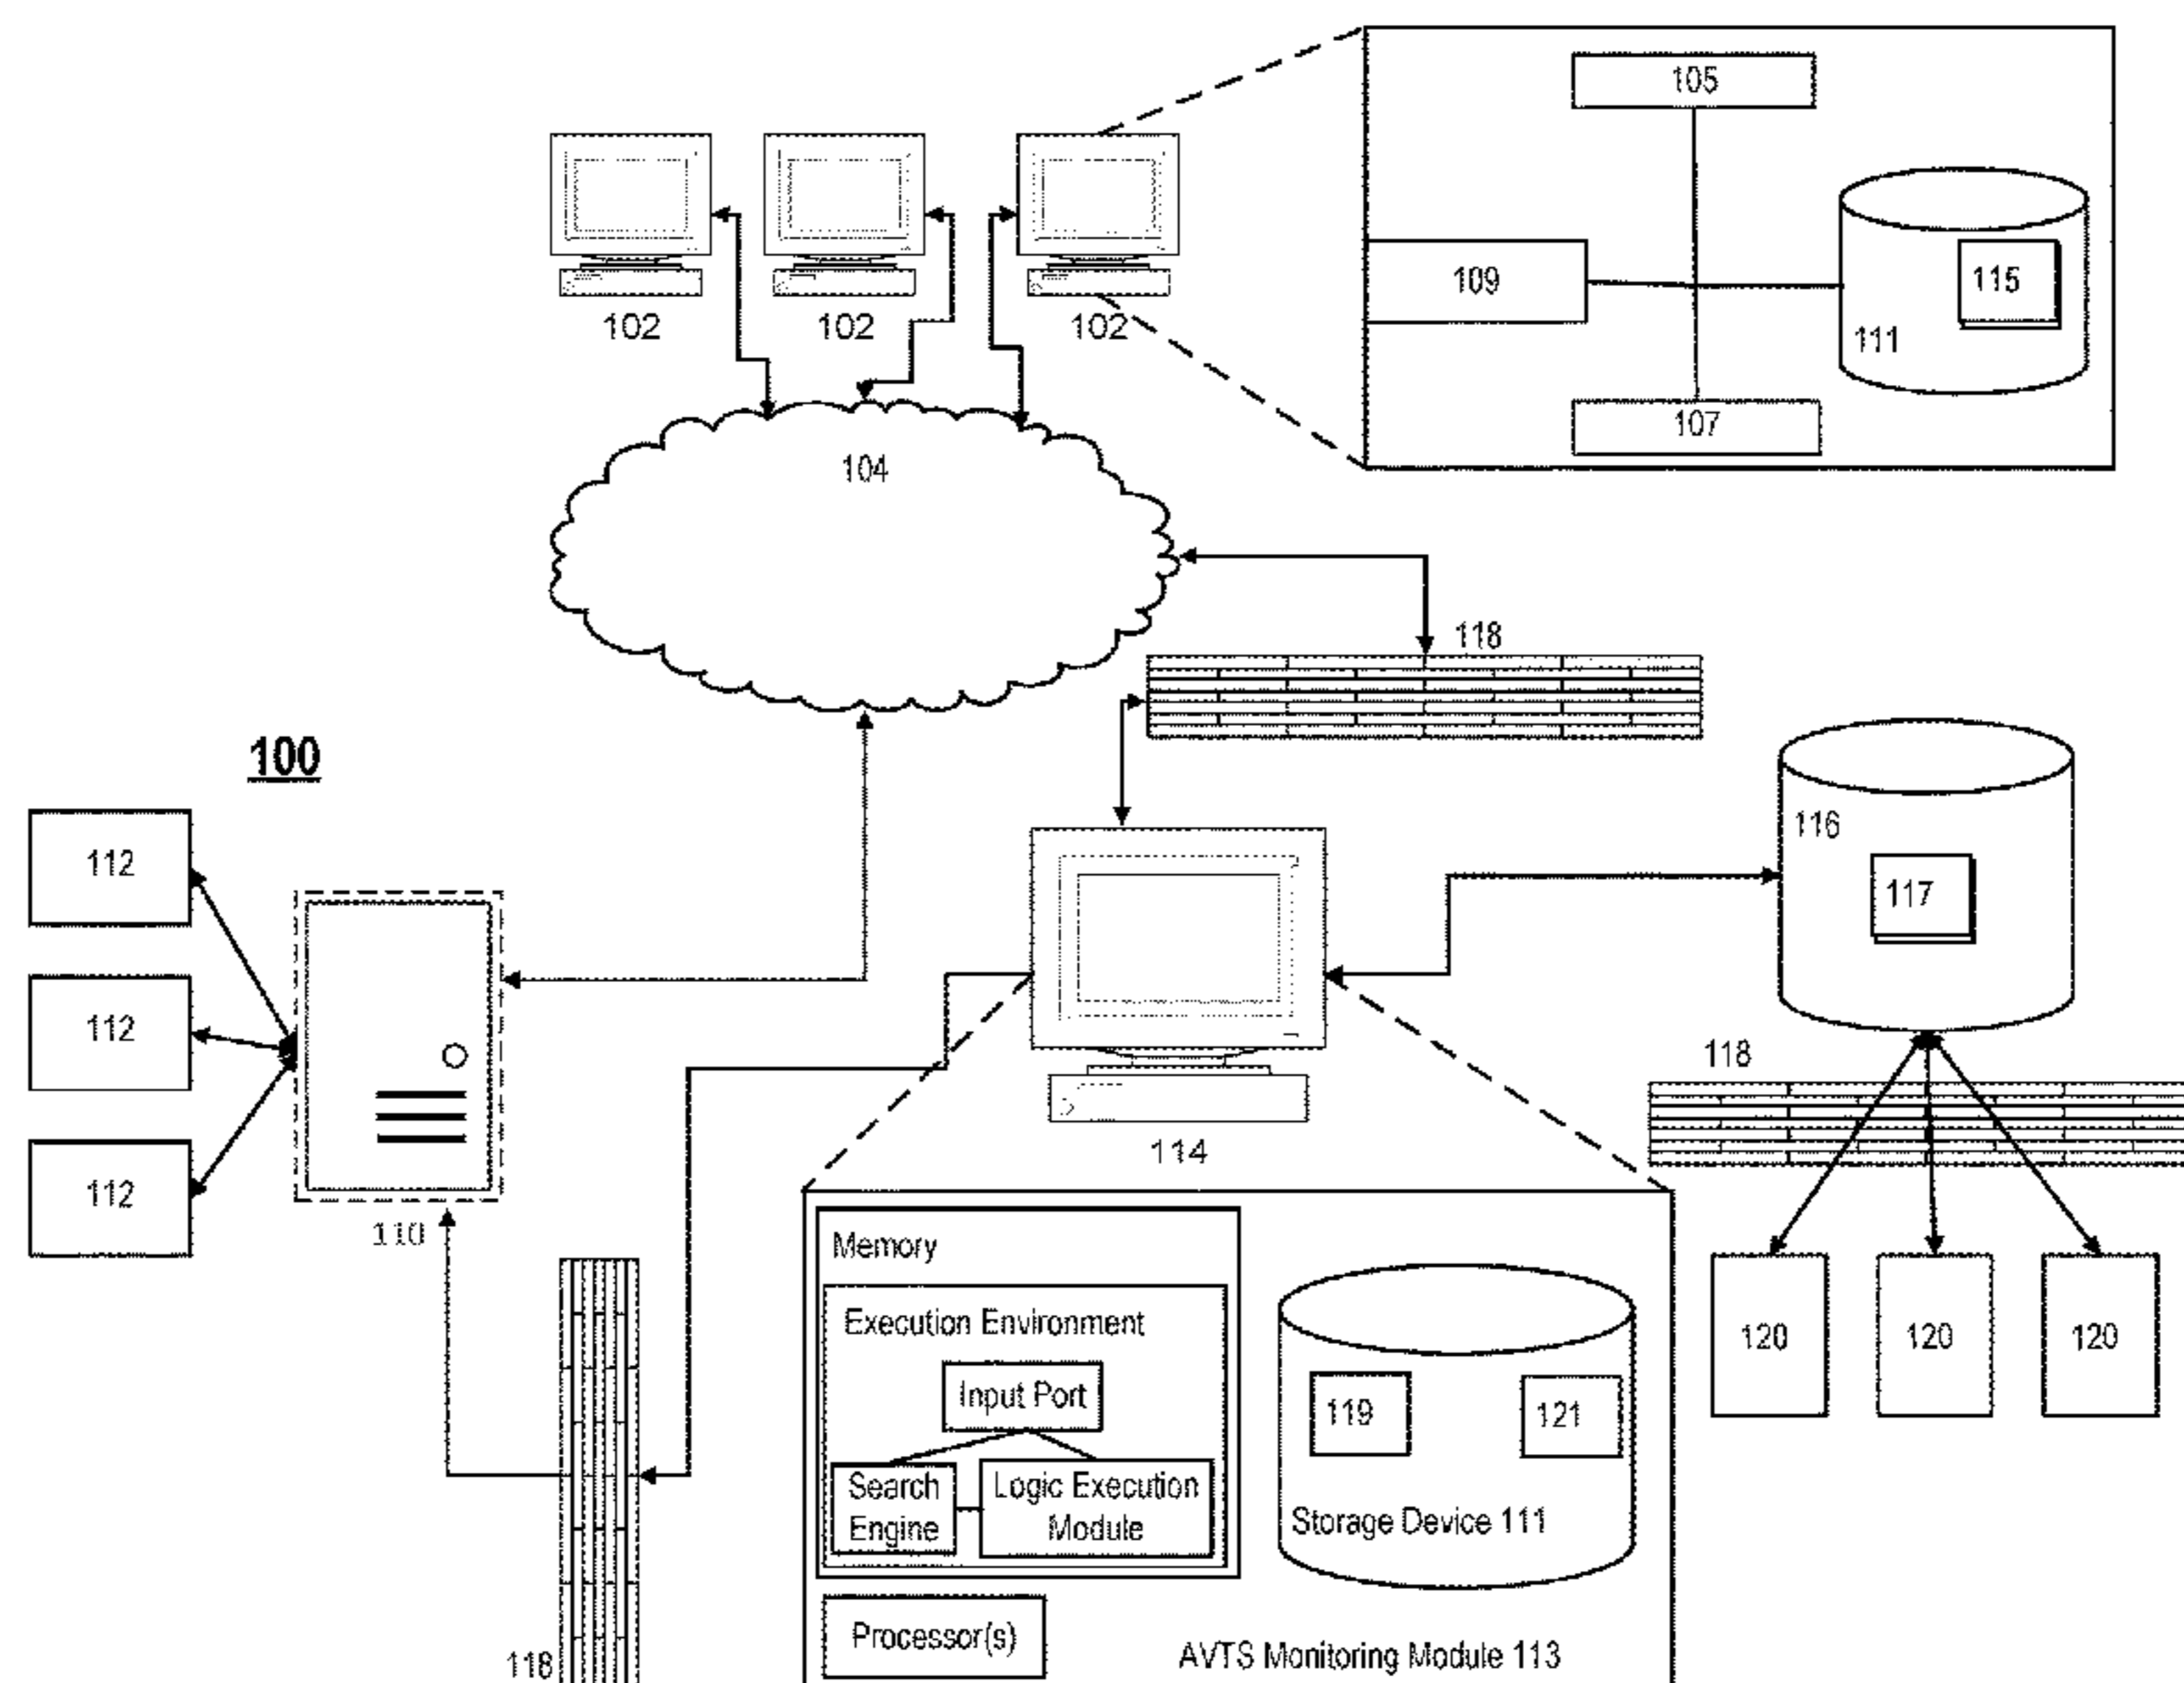 105
109
115
111
107
102
102
102
104
118
100
116
117
112
112
112
110
114
118
Memory
Execution Environment
Input Port
Search
Engine
Logic Execution
Module
119
121
Storage Device 111
120
120
120
Processor(s)
AVTS Monitoring Module 113
118